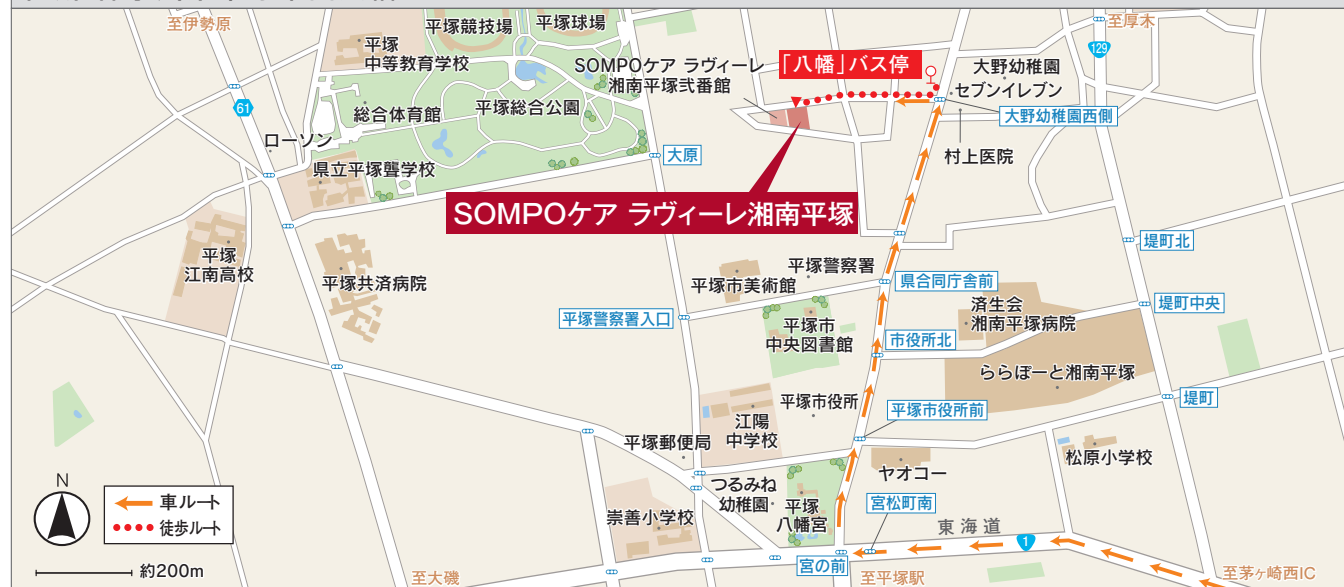 至伊勢原
平塚競技場
平塚球場
至厚木
平塚
中等教育学校
SOMPOケア ラヴィーレ
湘南平塚弐番館
「八幡」バス停
大野幼稚園
セブンイレブン
129
61
総合体育館
平塚総合公園
大野幼稚園西側
ローソン
大原
村上医院
県立平塚聾学校
SOMPOケア ラヴィーレ湘南平塚
平塚
江南高校
平塚共済病院
平塚市美術館
平塚警察署
県合同庁舎前
堤町北
済生会
湘南平塚病院
堤町中央
平塚警察署入口
平塚市
中央図書館
市役所北
ららぽーと湘南平塚
平塚市役所
平塚市役所前
堤町
江陽
中学校
平塚郵便局
ヤオコー
松原小学校
つるみね
幼稚園
平塚
八幡宮
宮松町南
崇善小学校
東海道
1
宮の前
N
車ルート
徒歩ルート
約200m
至大磯
至平塚駅
至茅ヶ崎西IC